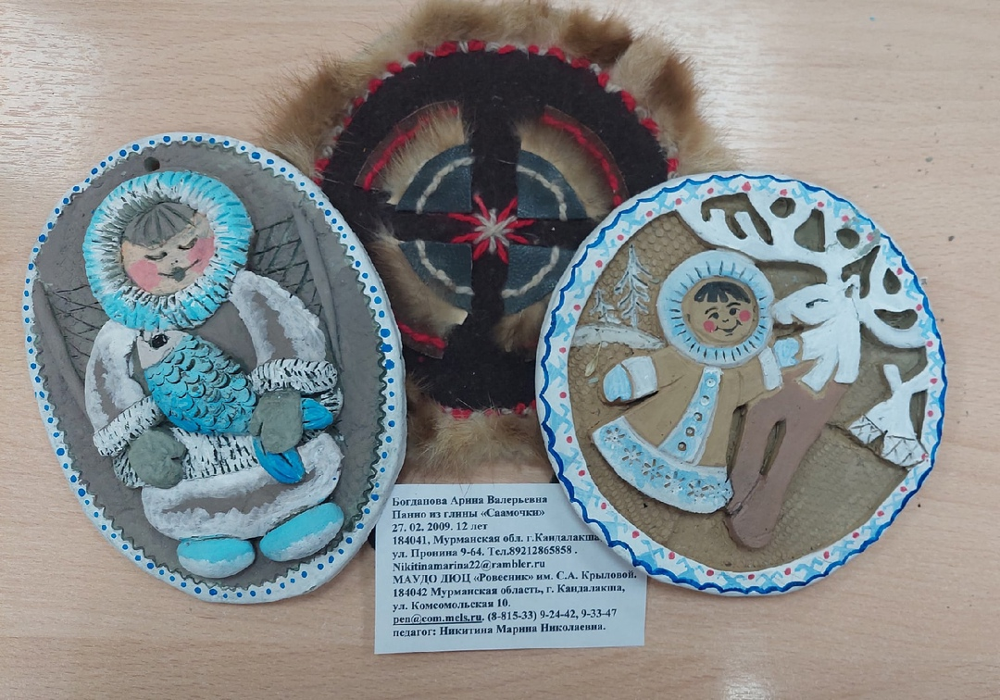 Богданова Арина Валерьевна
Панно из глины «Саамочки»
27. 02. 2009. 12 лет
184041, Мурманская обл. г.Кандалакша
ул. Пронина 9-64. Тел.89212865858 .
Nikitinamarina22@rambler.ru
МАУДО ДЮЦ «Ровесник» им. С.А. Крыловой.
184042 Мурманская область, г. Кандалакша,
ул. Комсомольская 10.
pen@com.mels.ru, (8-815-33) 9-24-42, 9-33-47
педагог: Никитина Марина Николаевна.